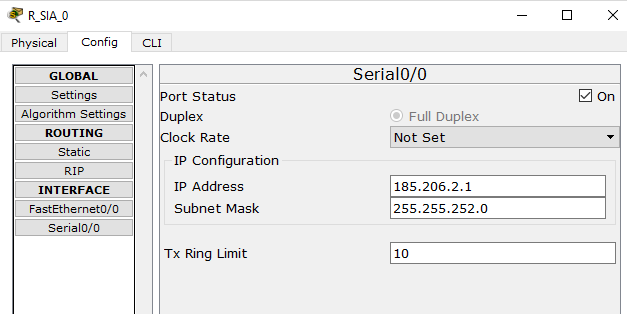 R_SIA_0
Physical Config CLI
GLOBAL
Settings
Algorithm Settings
ROUTING
Static
RIP
INTERFACE
FastEthernet0/0
Serial0/0
Serial0/0
Port Status On
Duplex Full Duplex
Clock Rate Not Set
IP Configuration
IP Address 185.206.2.1
Subnet Mask 255.255.252.0
Tx Ring Limit 10